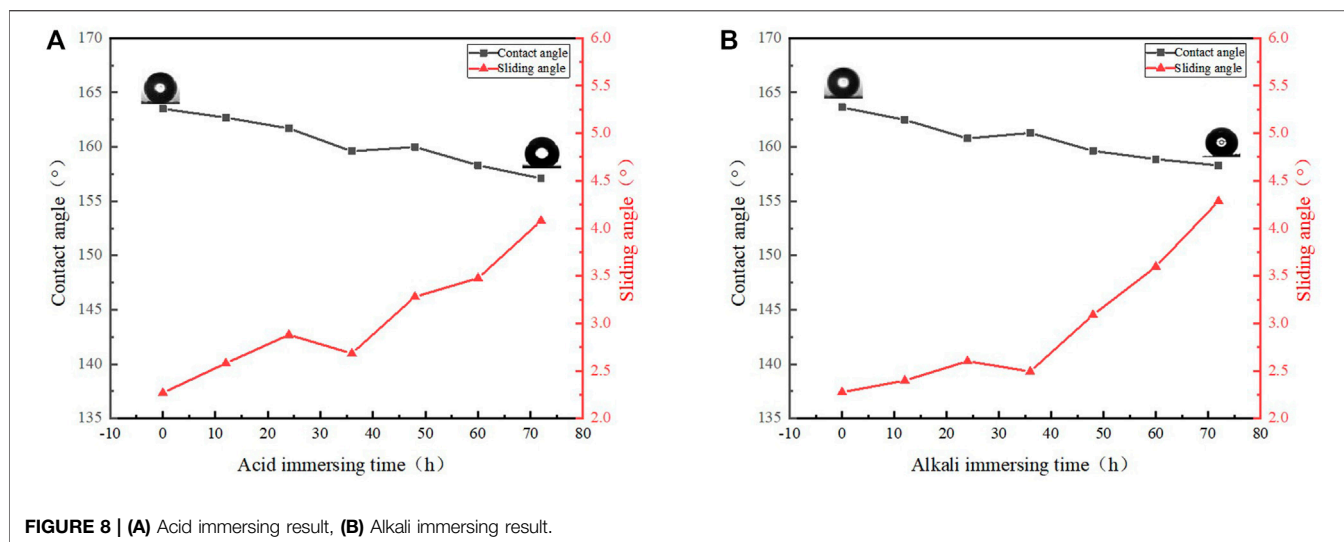 A
170
165
160
155
150
145
140
135
Contact angle (°)
-10 0 10 20 30 40 50 60 70 80
Acid immersing time (h)
6.0
5.5
5.0
4.5
4.0
3.5
3.0
2.5
2.0
Sliding angle (°)
Contact angle
Sliding angle
B
170
165
160
155
150
145
140
135
Contact angle (°)
-10 0 10 20 30 40 50 60 70 80
Alkali immersing time (h)
6.0
5.5
5.0
4.5
4.0
3.5
3.0
2.5
2.0
Sliding angle (°)
Contact angle
Sliding angle
FIGURE 8 | (A) Acid immersing result, (B) Alkali immersing result.